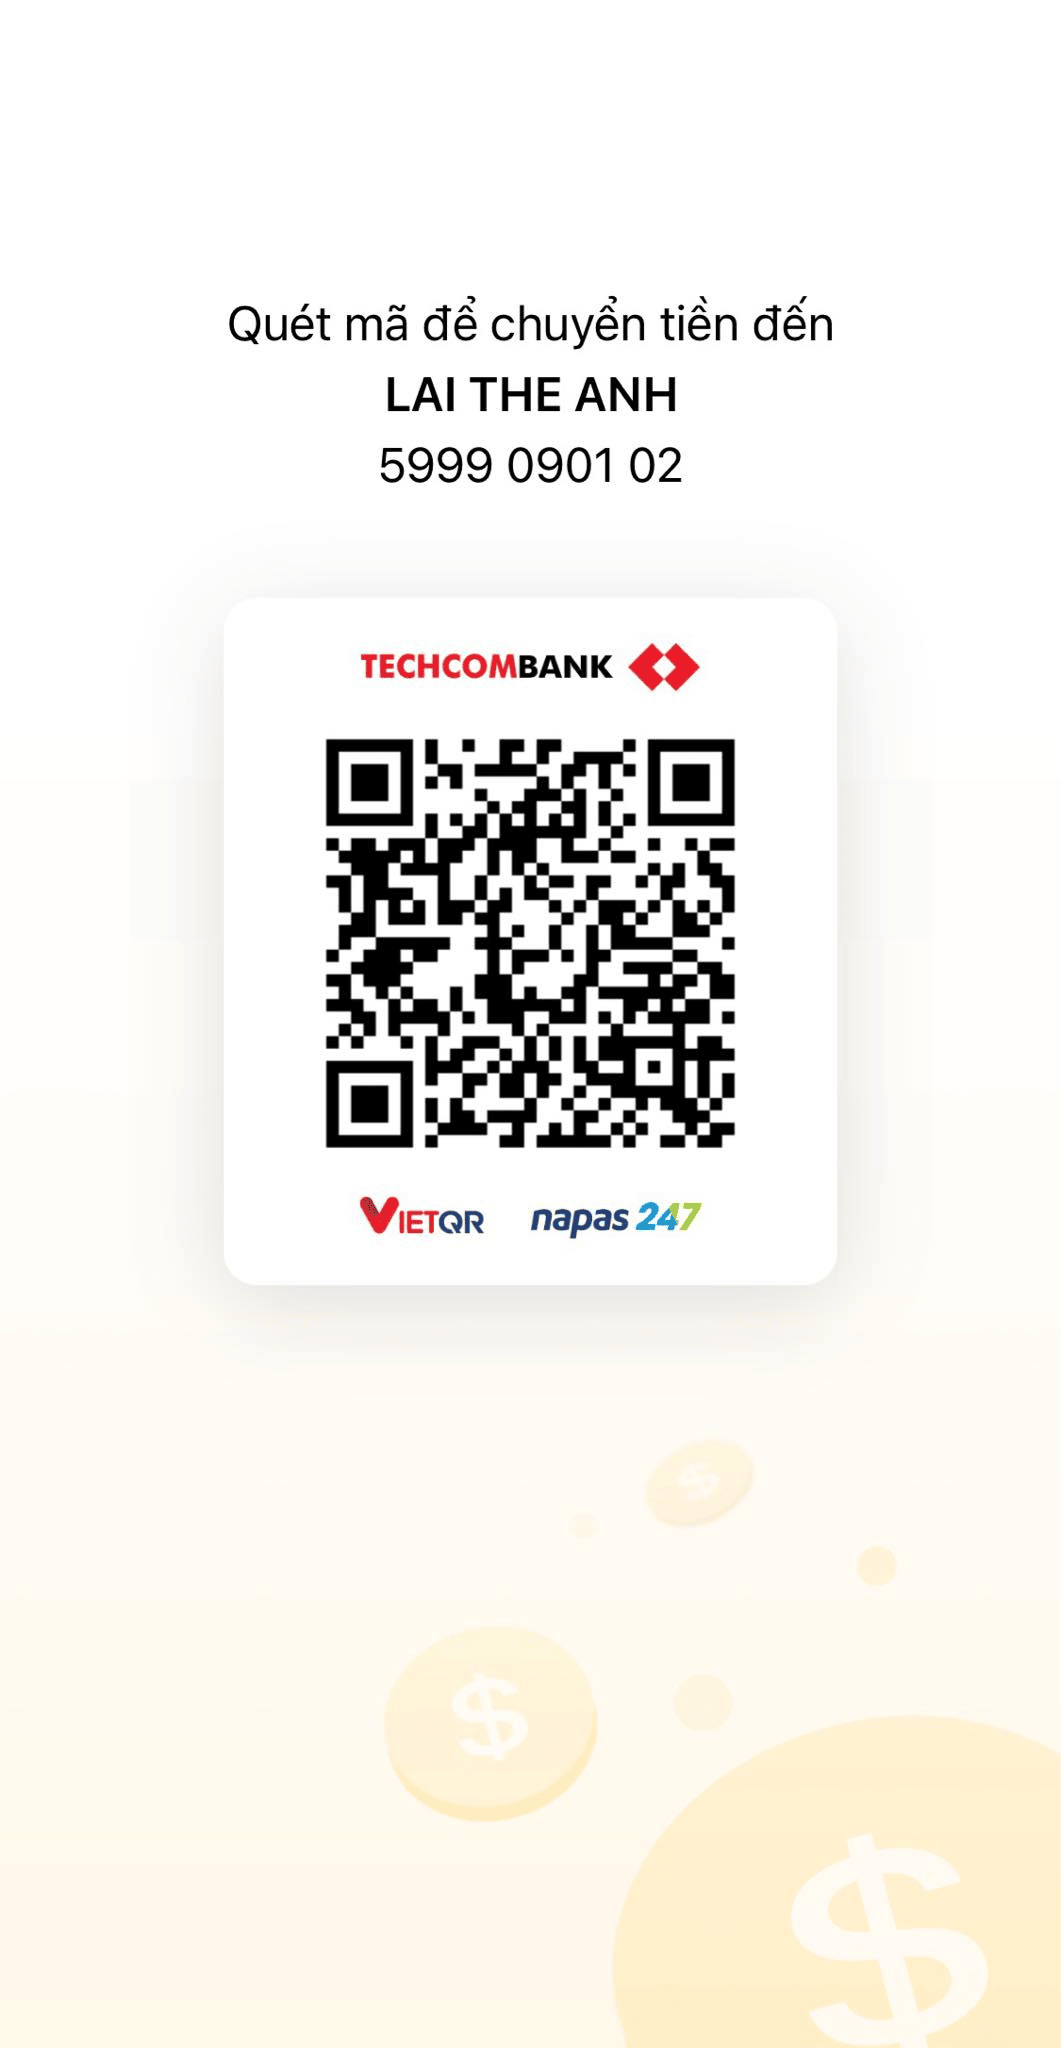 Quét mã để chuyển tiền đến
LAI THE ANH
5999 0901 02
TECHCOMBANK
VIETQR napas 247
$
$
$